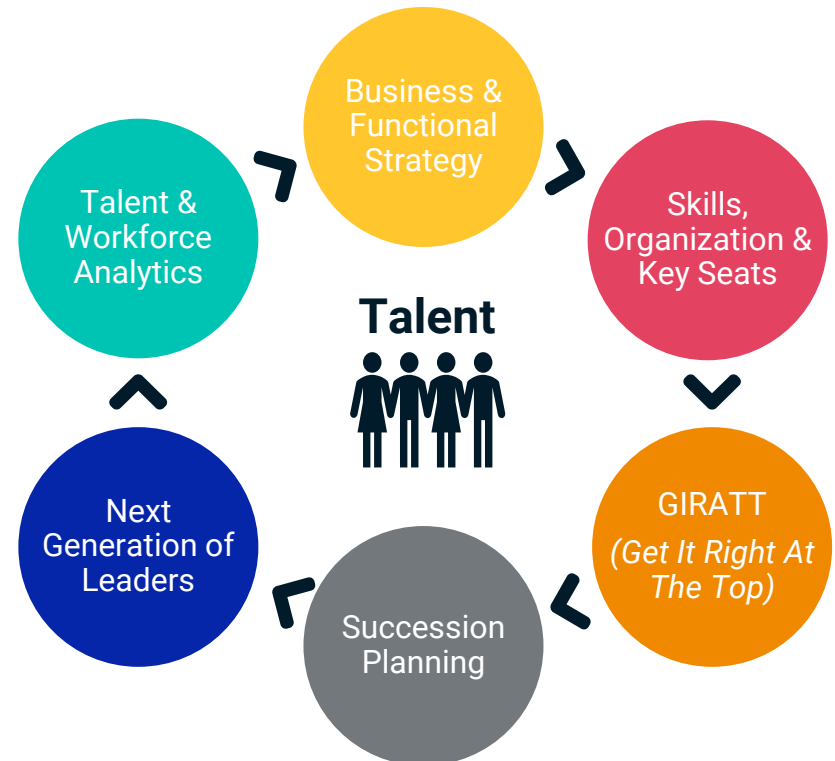 Business &
Functional
Strategy
Skills,
Organization &
Key Seats
GIRATT
(Get It Right At
The Top)
Succession
Planning
Next
Generation of
Leaders
Talent &
Workforce
Analytics
Talent